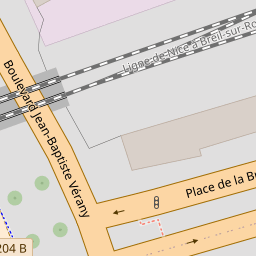 Ligne de Nice à Breil-sur-Ro
Boulevard Jean-Baptiste Vérany
Place de la B
204 B